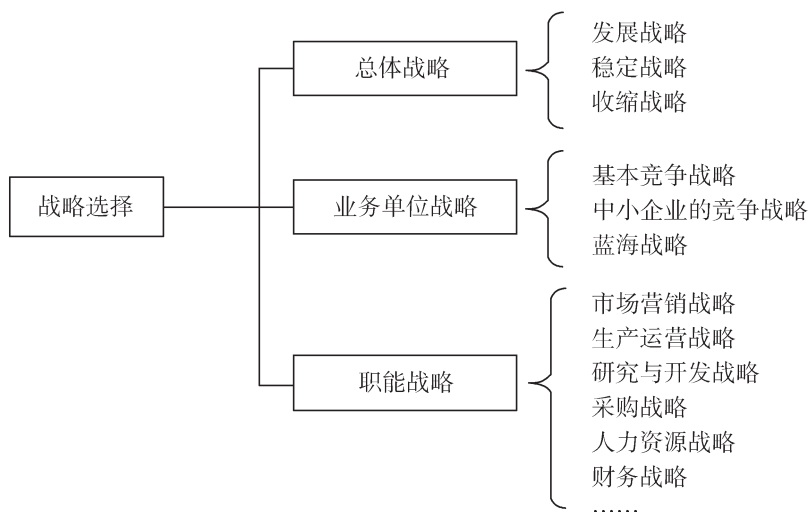 战略选择
总体战略
发展战略
稳定战略
收缩战略
业务单位战略
基本竞争战略
中小企业的竞争战略
蓝海战略
职能战略
市场营销战略
生产运营战略
研究与开发战略
采购战略
人力资源战略
财务战略
……